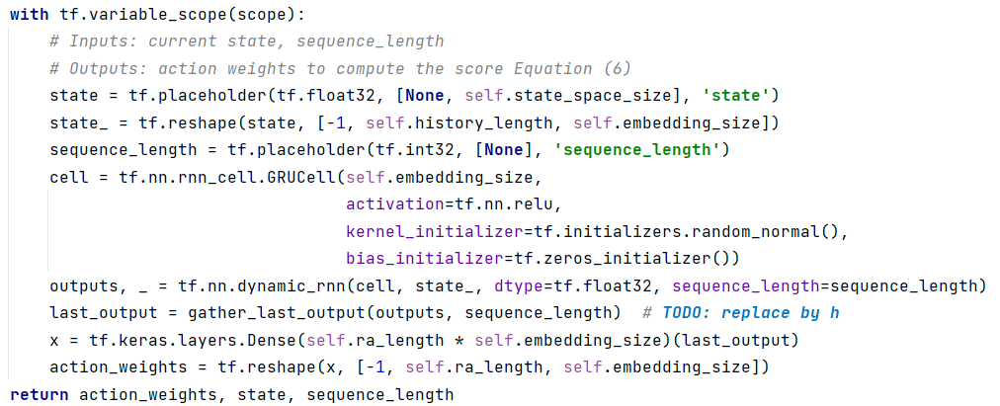 with tf.variable_scope(scope):
    # Inputs: current state, sequence_length
    # Outputs: action weights to compute the score Equation (6)
    state = tf.placeholder(tf.float32, [None, self.state_space_size], 'state')
    state_ = tf.reshape(state, [-1, self.history_length, self.embedding_size])
    sequence_length = tf.placeholder(tf.int32, [None], 'sequence_length')
    cell = tf.nn.rnn_cell.GRUCell(self.embedding_size,
                                  activation=tf.nn.relu,
                                  kernel_initializer=tf.initializers.random_normal(),
                                  bias_initializer=tf.zeros_initializer())
    outputs, _ = tf.nn.dynamic_rnn(cell, state_, dtype=tf.float32, sequence_length=sequence_length)
    last_output = gather_last_output(outputs, sequence_length)  # TODO: replace by h
    x = tf.keras.layers.Dense(self.ra_length * self.embedding_size)(last_output)
    action_weights = tf.reshape(x, [-1, self.ra_length, self.embedding_size])
return action_weights, state, sequence_length